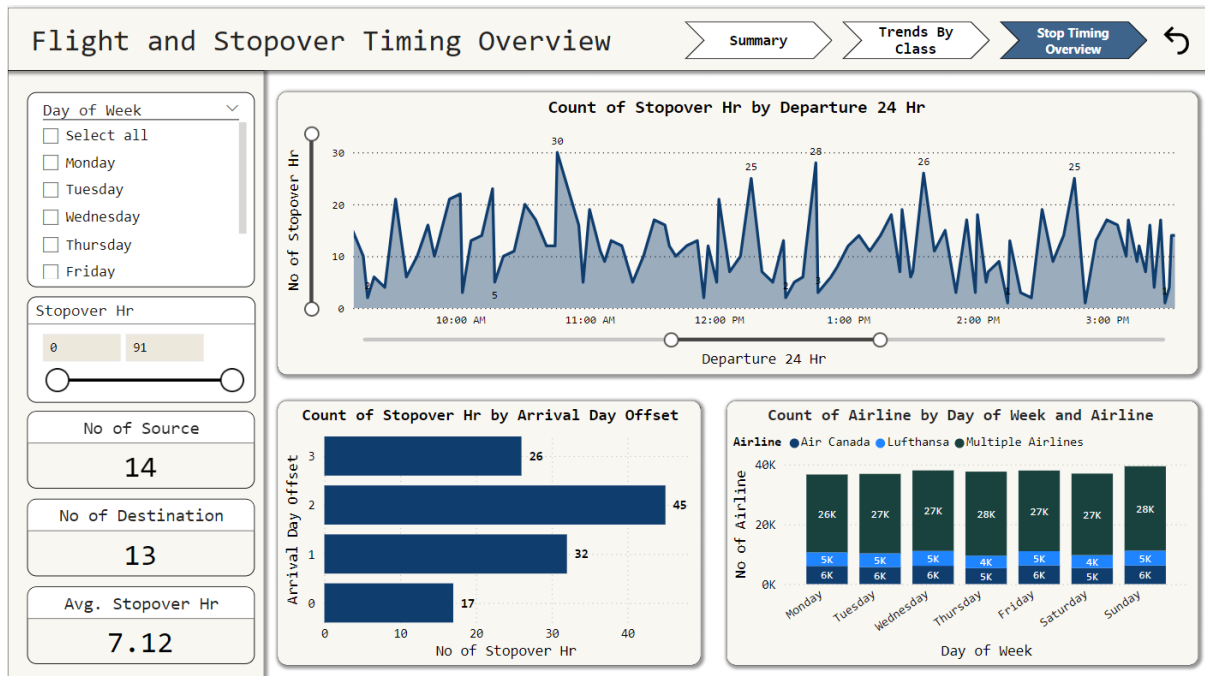 Flight and Stopover Timing Overview
Summary
Trends By
Class
Stop Timing
Overview
Day of Week
Select all
Monday
Tuesday
Wednesday
Thursday
Friday
Stopover Hr
0 91
No of Source
14
No of Destination
13
Avg. Stopover Hr
7.12
Count of Stopover Hr by Departure 24 Hr
No of Stopover Hr
30
20
10
0
30
25
28
26
25
2
5
2
3
1
1
10:00 AM 11:00 AM 12:00 PM 1:00 PM 2:00 PM 3:00 PM
Departure 24 Hr
Count of Stopover Hr by Arrival Day Offset
Arrival Day Offset
3 26
2 45
1 32
0 17
0 10 20 30 40
No of Stopover Hr
Count of Airline by Day of Week and Airline
Airline Air Canada Lufthansa Multiple Airlines
No of Airline
40K
20K
0K
26K 27K 27K 28K 27K 27K 28K
5K 5K 5K 4K 5K 4K 5K
6K 6K 6K 5K 6K 5K 6K
Monday Tuesday Wednesday Thursday Friday Saturday Sunday
Day of Week